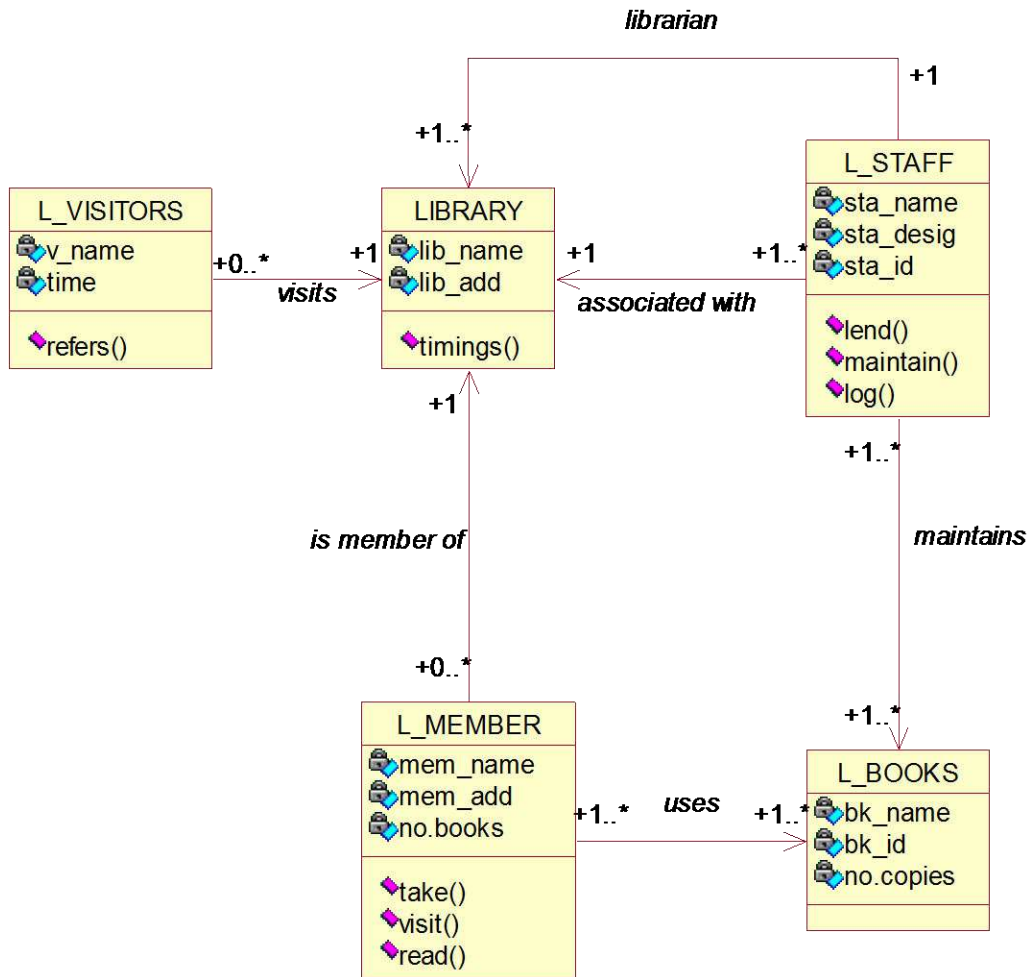 librarian
+1
+1..*
L_VISITORS
v_name
time
refers()
+0..*
visits
+1
LIBRARY
lib_name
lib_add
timings()
+1
associated with
+1..*
L_STAFF
sta_name
sta_desig
sta_id
lend()
maintain()
log()
+1
is member of
+0..*
+1..*
maintains
+1..*
L_MEMBER
mem_name
mem_add
no.books
take()
visit()
read()
+1..*
uses
+1..*
L_BOOKS
bk_name
bk_id
no.copies